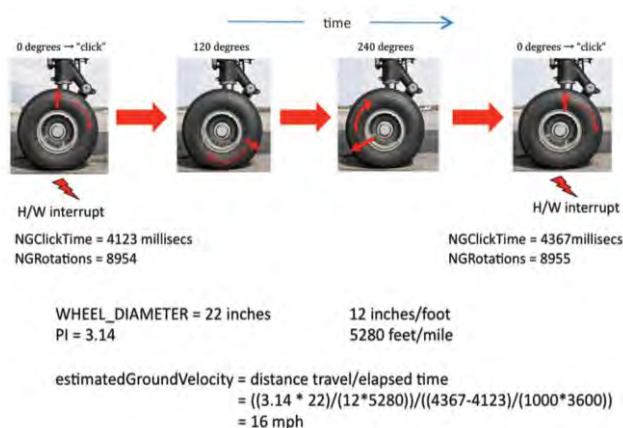 time
0 degrees → "click"
120 degrees
240 degrees
0 degrees → "click"
H/W interrupt
NGClickTime = 4123 millisecs
NGRotations = 8954
H/W interrupt
NGClickTime = 4367millisecs
NGRotations = 8955
WHEEL_DIAMETER = 22 inches
PI = 3.14
12 inches/foot
5280 feet/mile
estimatedGroundVelocity = distance travel/elapsed time
= ((3.14 * 22)/(12*5280))/((4367-4123)/(1000*3600))
= 16 mph